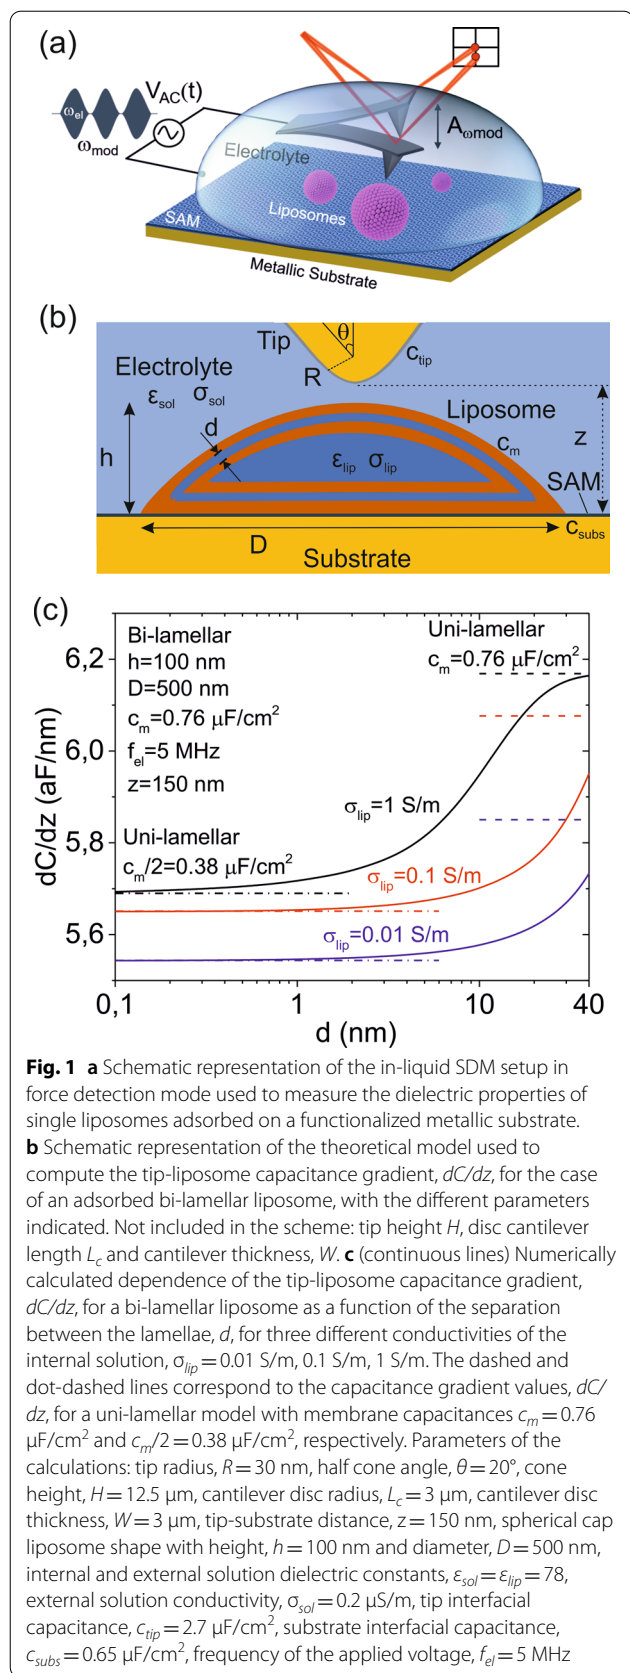 (a)
V_AC(t)
ω_el
ω_mod
A_ωmod
Electrolyte
Liposomes
SAM
Metallic Substrate
(b)
Tip
θ
c_tip
R
Electrolyte
ε_sol σ_sol
Liposome
d
c_m
z
h
ε_lip σ_lip
SAM
D
c_subs
Substrate
(c)
Bi-lamellar
h=100 nm
D=500 nm
c_m=0.76 μF/cm²
f_el=5 MHz
z=150 nm
Uni-lamellar
c_m=0.76 μF/cm²
Uni-lamellar
c_m/2=0.38 μF/cm²
σ_lip=1 S/m
σ_lip=0.1 S/m
σ_lip=0.01 S/m
6,2
6,0
5,8
5,6
dC/dz (aF/nm)
0,1
1
10
40
d (nm)
Fig. 1 a Schematic representation of the in-liquid SDM setup in
force detection mode used to measure the dielectric properties of
single liposomes adsorbed on a functionalized metallic substrate.
b Schematic representation of the theoretical model used to
compute the tip-liposome capacitance gradient, dC/dz, for the case
of an adsorbed bi-lamellar liposome, with the different parameters
indicated. Not included in the scheme: tip height H, disc cantilever
length L_c and cantilever thickness, W. c (continuous lines) Numerically
calculated dependence of the tip-liposome capacitance gradient,
dC/dz, for a bi-lamellar liposome as a function of the separation
between the lamellae, d, for three different conductivities of the
internal solution, σ_lip = 0.01 S/m, 0.1 S/m, 1 S/m. The dashed and
dot-dashed lines correspond to the capacitance gradient values, dC/
dz, for a uni-lamellar model with membrane capacitances c_m = 0.76
μF/cm² and c_m/2 = 0.38 μF/cm², respectively. Parameters of the
calculations: tip radius, R = 30 nm, half cone angle, θ = 20°, cone
height, H = 12.5 μm, cantilever disc radius, L_c = 3 μm, cantilever disc
thickness, W = 3 μm, tip-substrate distance, z = 150 nm, spherical cap
liposome shape with height, h = 100 nm and diameter, D = 500 nm,
internal and external solution dielectric constants, ε_sol = ε_lip = 78,
external solution conductivity, σ_sol = 0.2 μS/m, tip interfacial
capacitance, c_tip = 2.7 μF/cm², substrate interfacial capacitance,
c_subs = 0.65 μF/cm², frequency of the applied voltage, f_el = 5 MHz